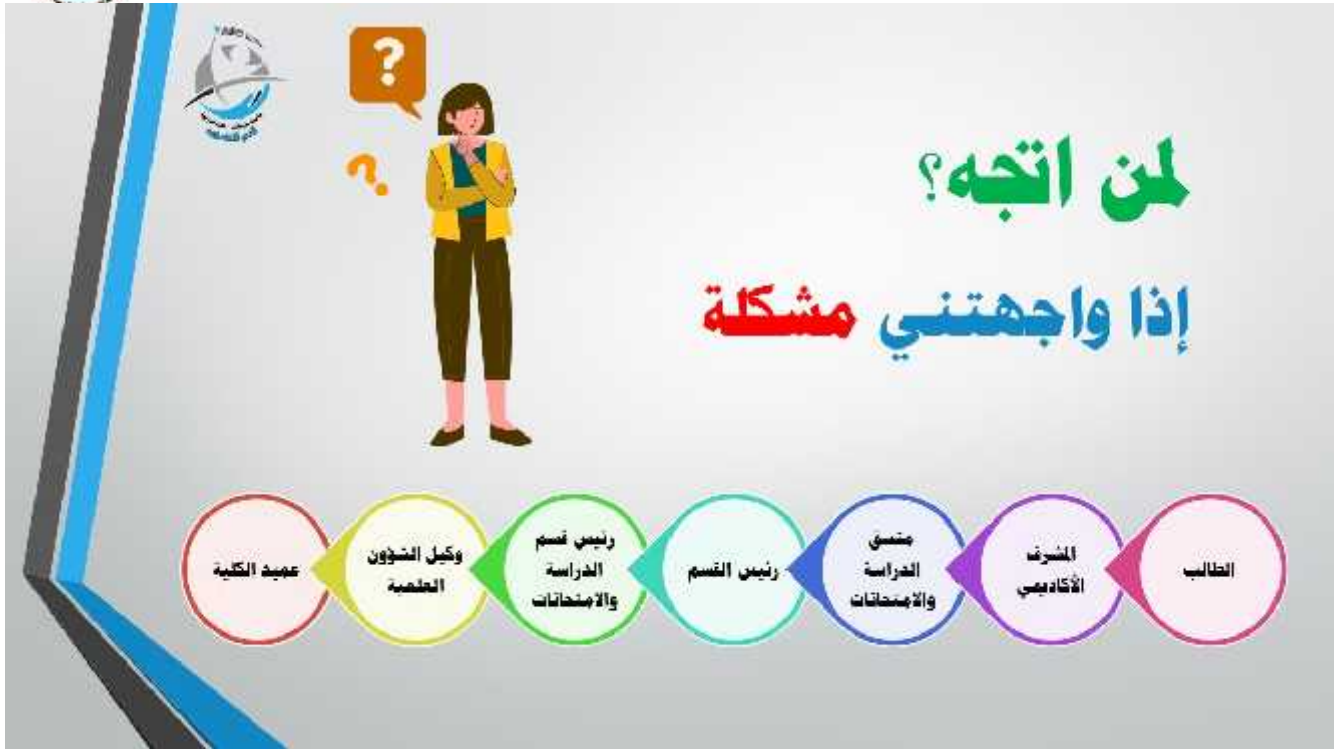 لمن اتجه؟
إذا واجهتني مشكلة
الطالب
المشرف
الأكاديمي
منسق
الدراسة
والامتحانات
رئيس القسم
رئيس قسم
الدراسة
والامتحانات
وكيل الشؤون
العلمية
عميد الكلية
?
?